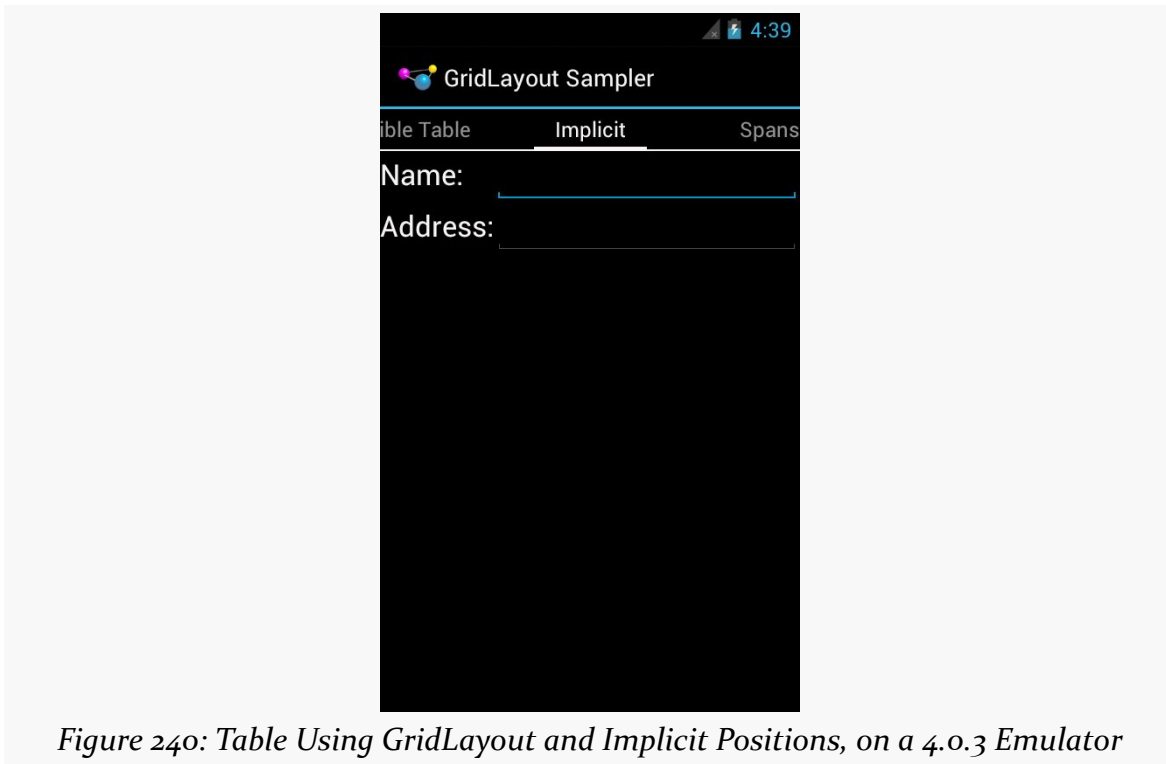 4:39
GridLayout Sampler
ible Table Implicit Spans
Name:
Address:
Figure 240: Table Using GridLayout and Implicit Positions, on a 4.0.3 Emulator